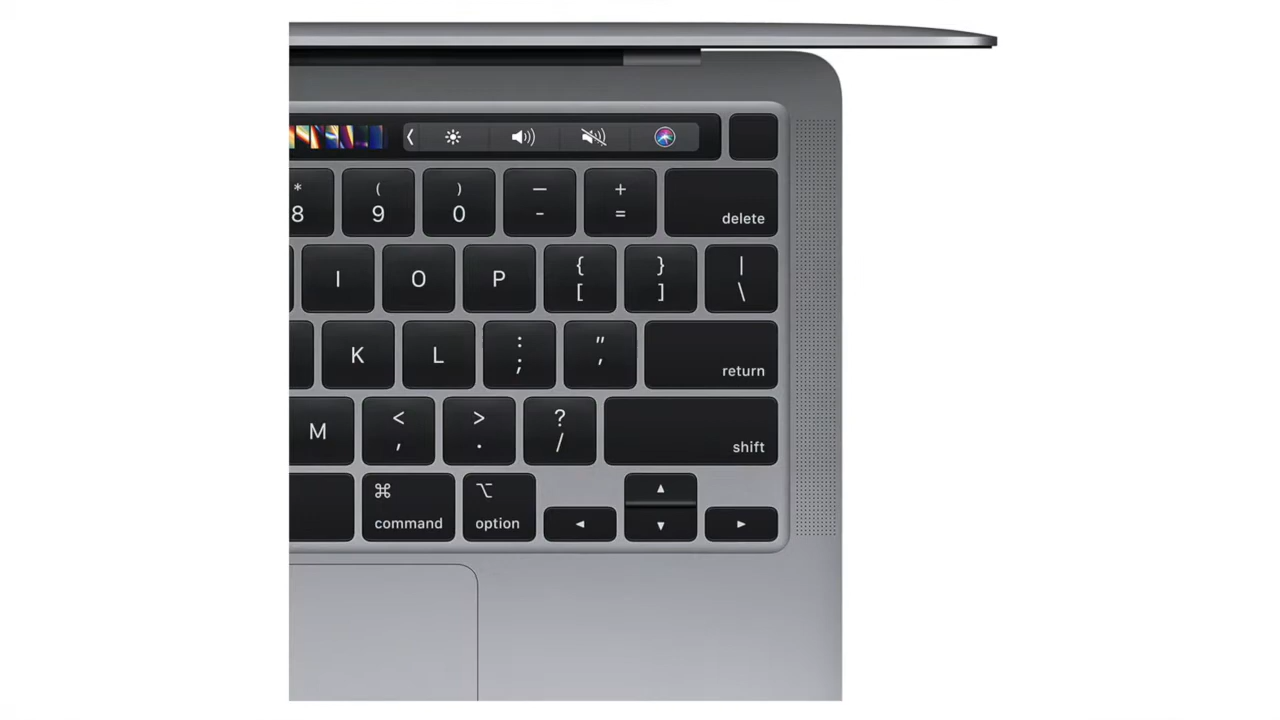 * ( ) — +
8 9 0 - = delete
I O P { [ } ] | \
K L : ; " ' return
M < , > . ? / shift
⌘ ⌥ ▲
command option ◄ ▼ ►